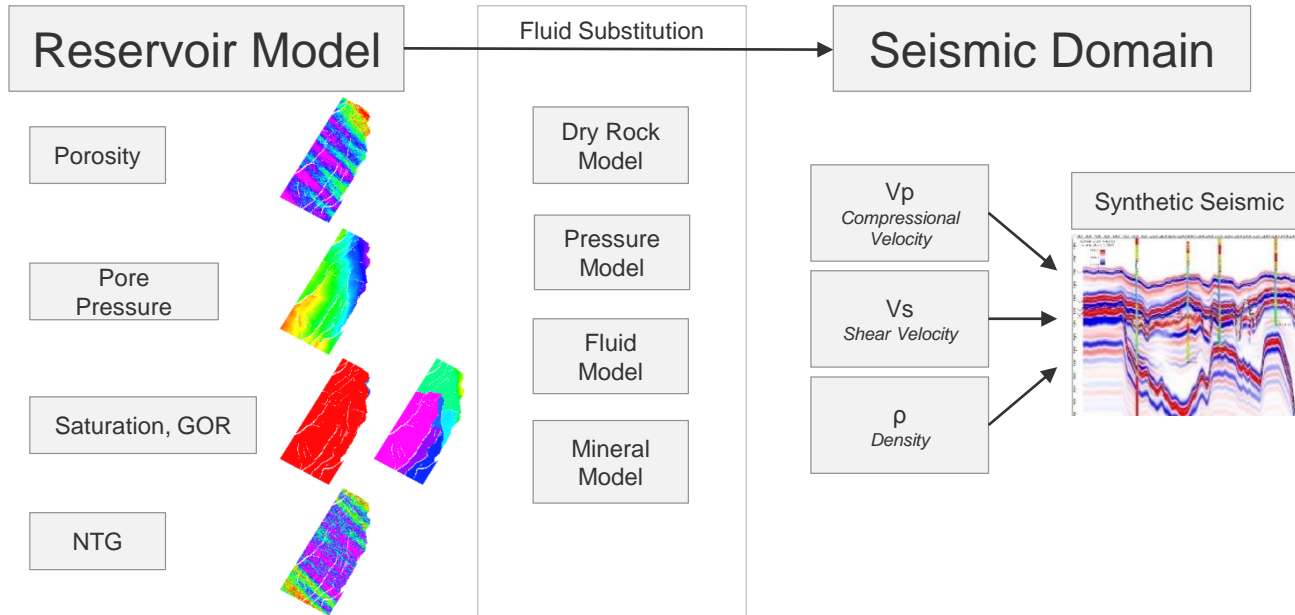 Reservoir Model
Fluid Substitution
Seismic Domain
Porosity
Pore
Pressure
Saturation, GOR
NTG
Dry Rock
Model
Pressure
Model
Fluid
Model
Mineral
Model
Vp
Compressional
Velocity
Vs
Shear Velocity
ρ
Density
Synthetic Seismic